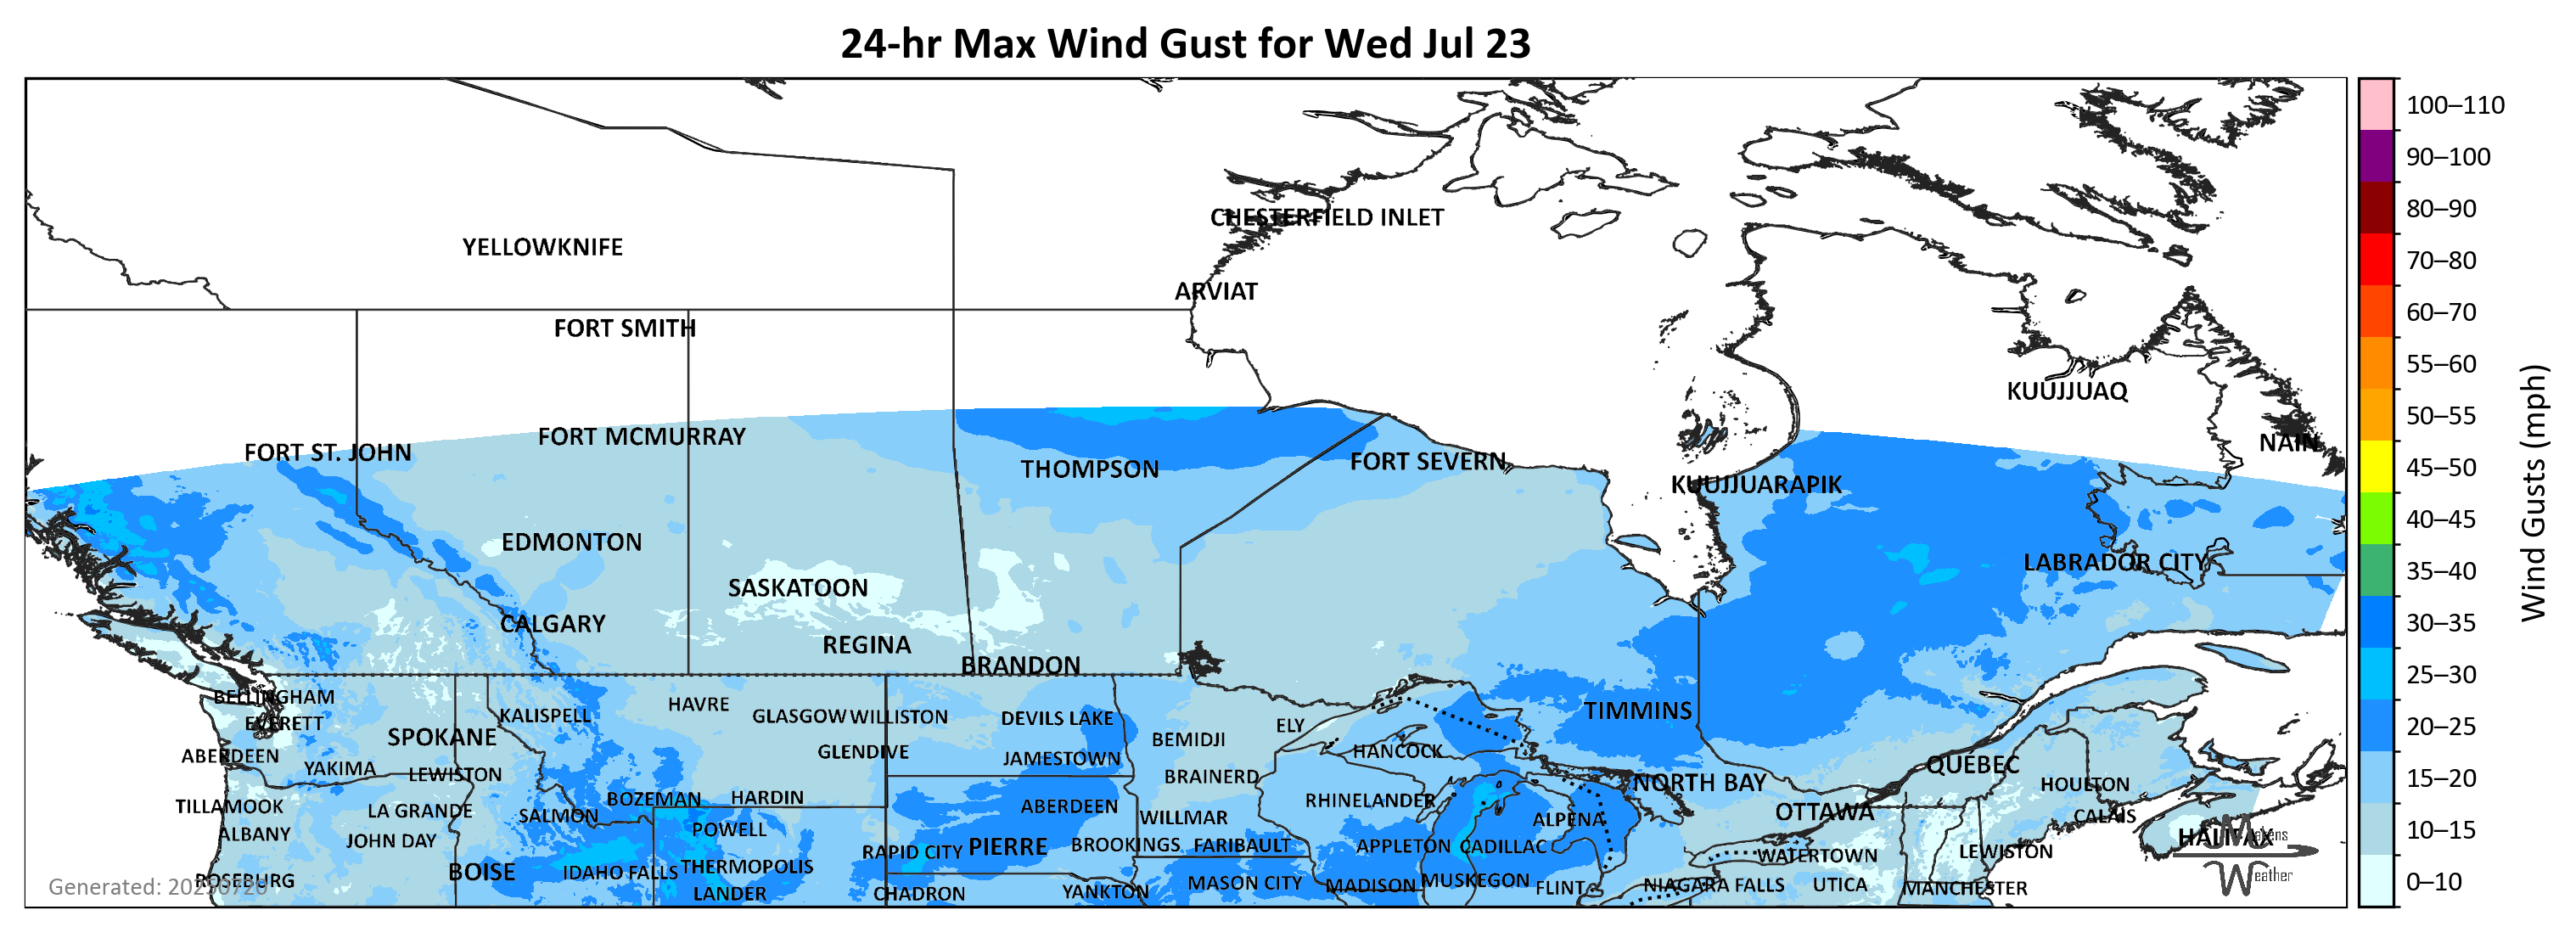 24-hr Max Wind Gust for Wed Jul 23
100–110
90–100
80–90
70–80
60–70
55–60
50–55
45–50
40–45
35–40
30–35
25–30
20–25
15–20
10–15
0–10
Wind Gusts (mph)
CHESTERFIELD INLET
YELLOWKNIFE
ARVIAT
FORT SMITH
KUUJJUAQ
FORT MCMURRAY
NAIN
FORT ST. JOHN
FORT SEVERN
THOMPSON
KUUJJUARAPIK
EDMONTON
LABRADOR CITY
SASKATOON
CALGARY
REGINA
BRANDON
BELLINGHAM
HAVRE
KALISPELL
GLASGOW
WILLISTON
DEVILS LAKE
TIMMINS
EVERETT
ELY
SPOKANE
BEMIDJI
HANCOCK
ABERDEEN
GLENDIVE
JAMESTOWN
QUÉBEC
YAKIMA
LEWISTON
BRAINERD
NORTH BAY
HOULTON
BOZEMAN
HARDIN
RHINELANDER
TILLAMOOK
LA GRANDE
SALMON
ABERDEEN
WILLMAR
ALPENA
OTTAWA
CALAIS
ALBANY
JOHN DAY
POWELL
HALIFAX
Makens
Weather
RAPID CITY
PIERRE
BROOKINGS
FARIBAULT
APPLETON
CADILLAC
WATERTOWN
LEWISTON
BOISE
IDAHO FALLS
THERMOPOLIS
ROSEBURG
MASON CITY
MADISON
MUSKEGON
FLINT
NIAGARA FALLS
UTICA
MANCHESTER
LANDER
CHADRON
YANKTON
Generated: 20250720